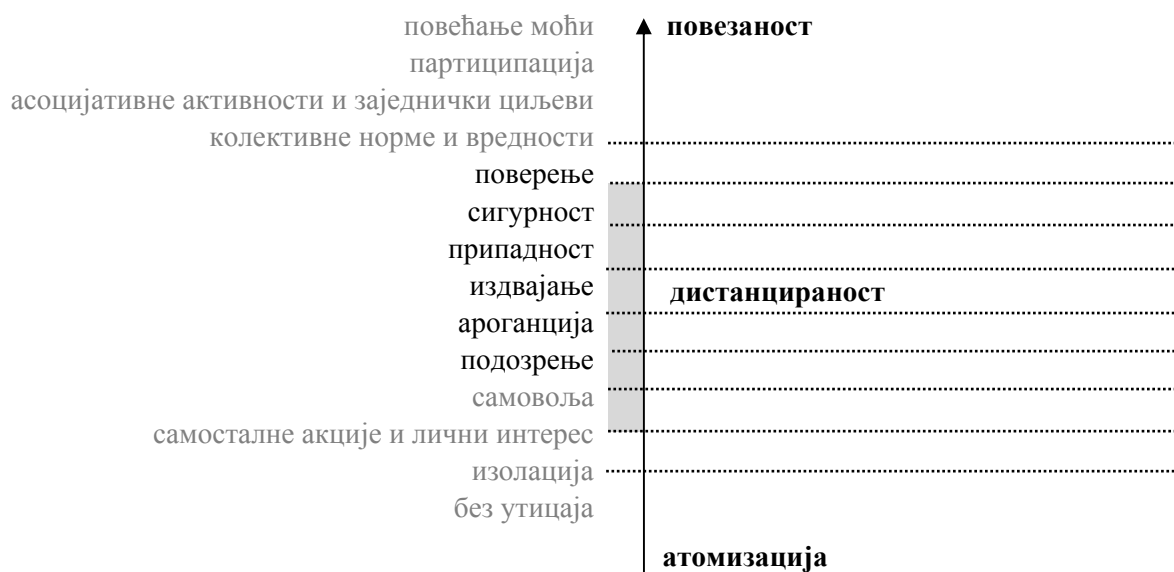 повећање моћи
повезаност
партиципација
асоцијативне активности и заједнички циљеви
колективне норме и вредности
поверење
сигурност
припадност
издвајање
дистанцираност
ароганција
подозрење
самовоља
самосталне акције и лични интерес
изолација
без утицаја
атомизација